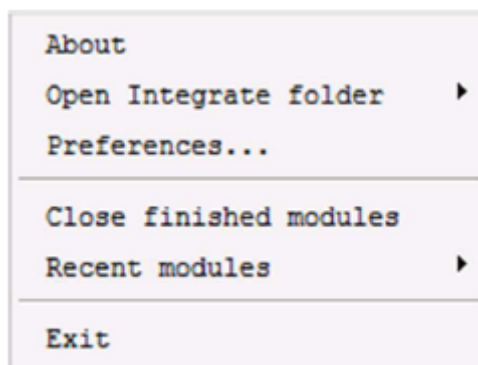 About
Open Integrate folder
Preferences...
Close finished modules
Recent modules
Exit